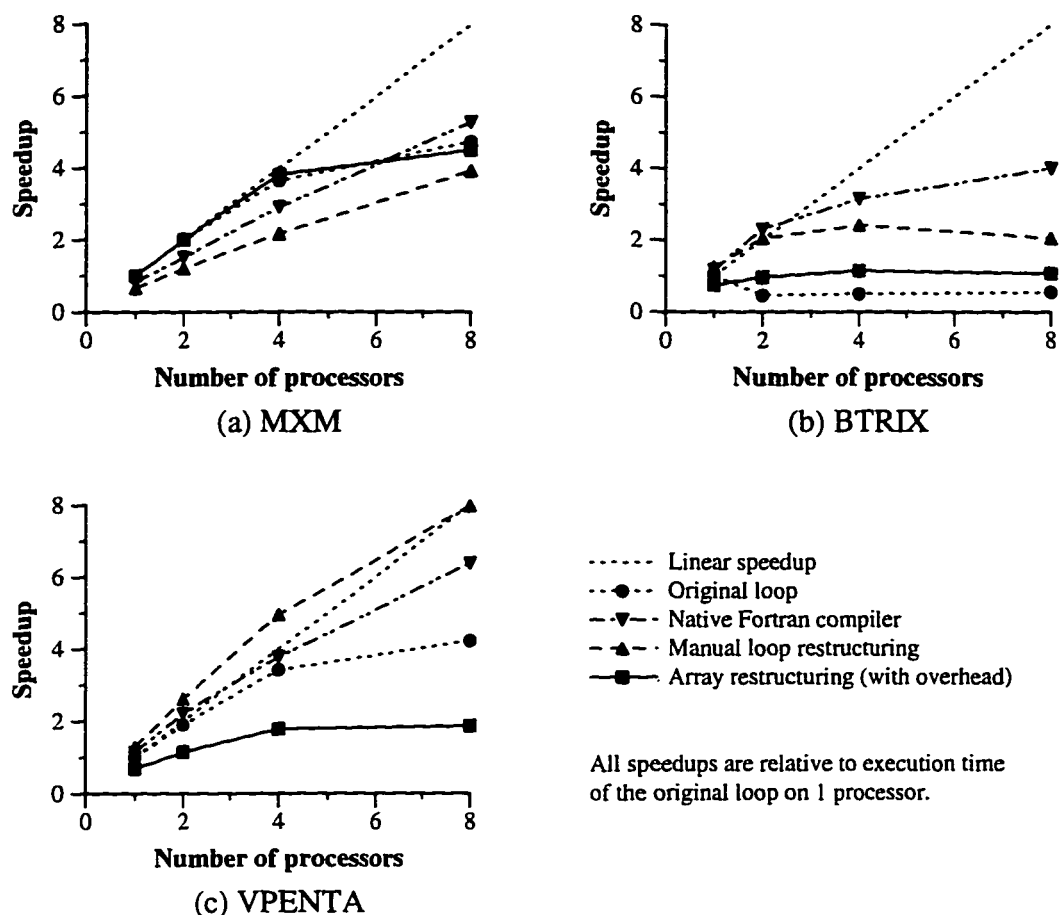 8
6
4
2
0
Speedup
0 2 4 6 8
Number of processors
(a) MXM
8
6
4
2
0
Speedup
0 2 4 6 8
Number of processors
(b) BTRIX
8
6
4
2
0
Speedup
0 2 4 6 8
Number of processors
(c) VPENTA
Linear speedup
Original loop
Native Fortran compiler
Manual loop restructuring
Array restructuring (with overhead)
All speedups are relative to execution time
of the original loop on 1 processor.